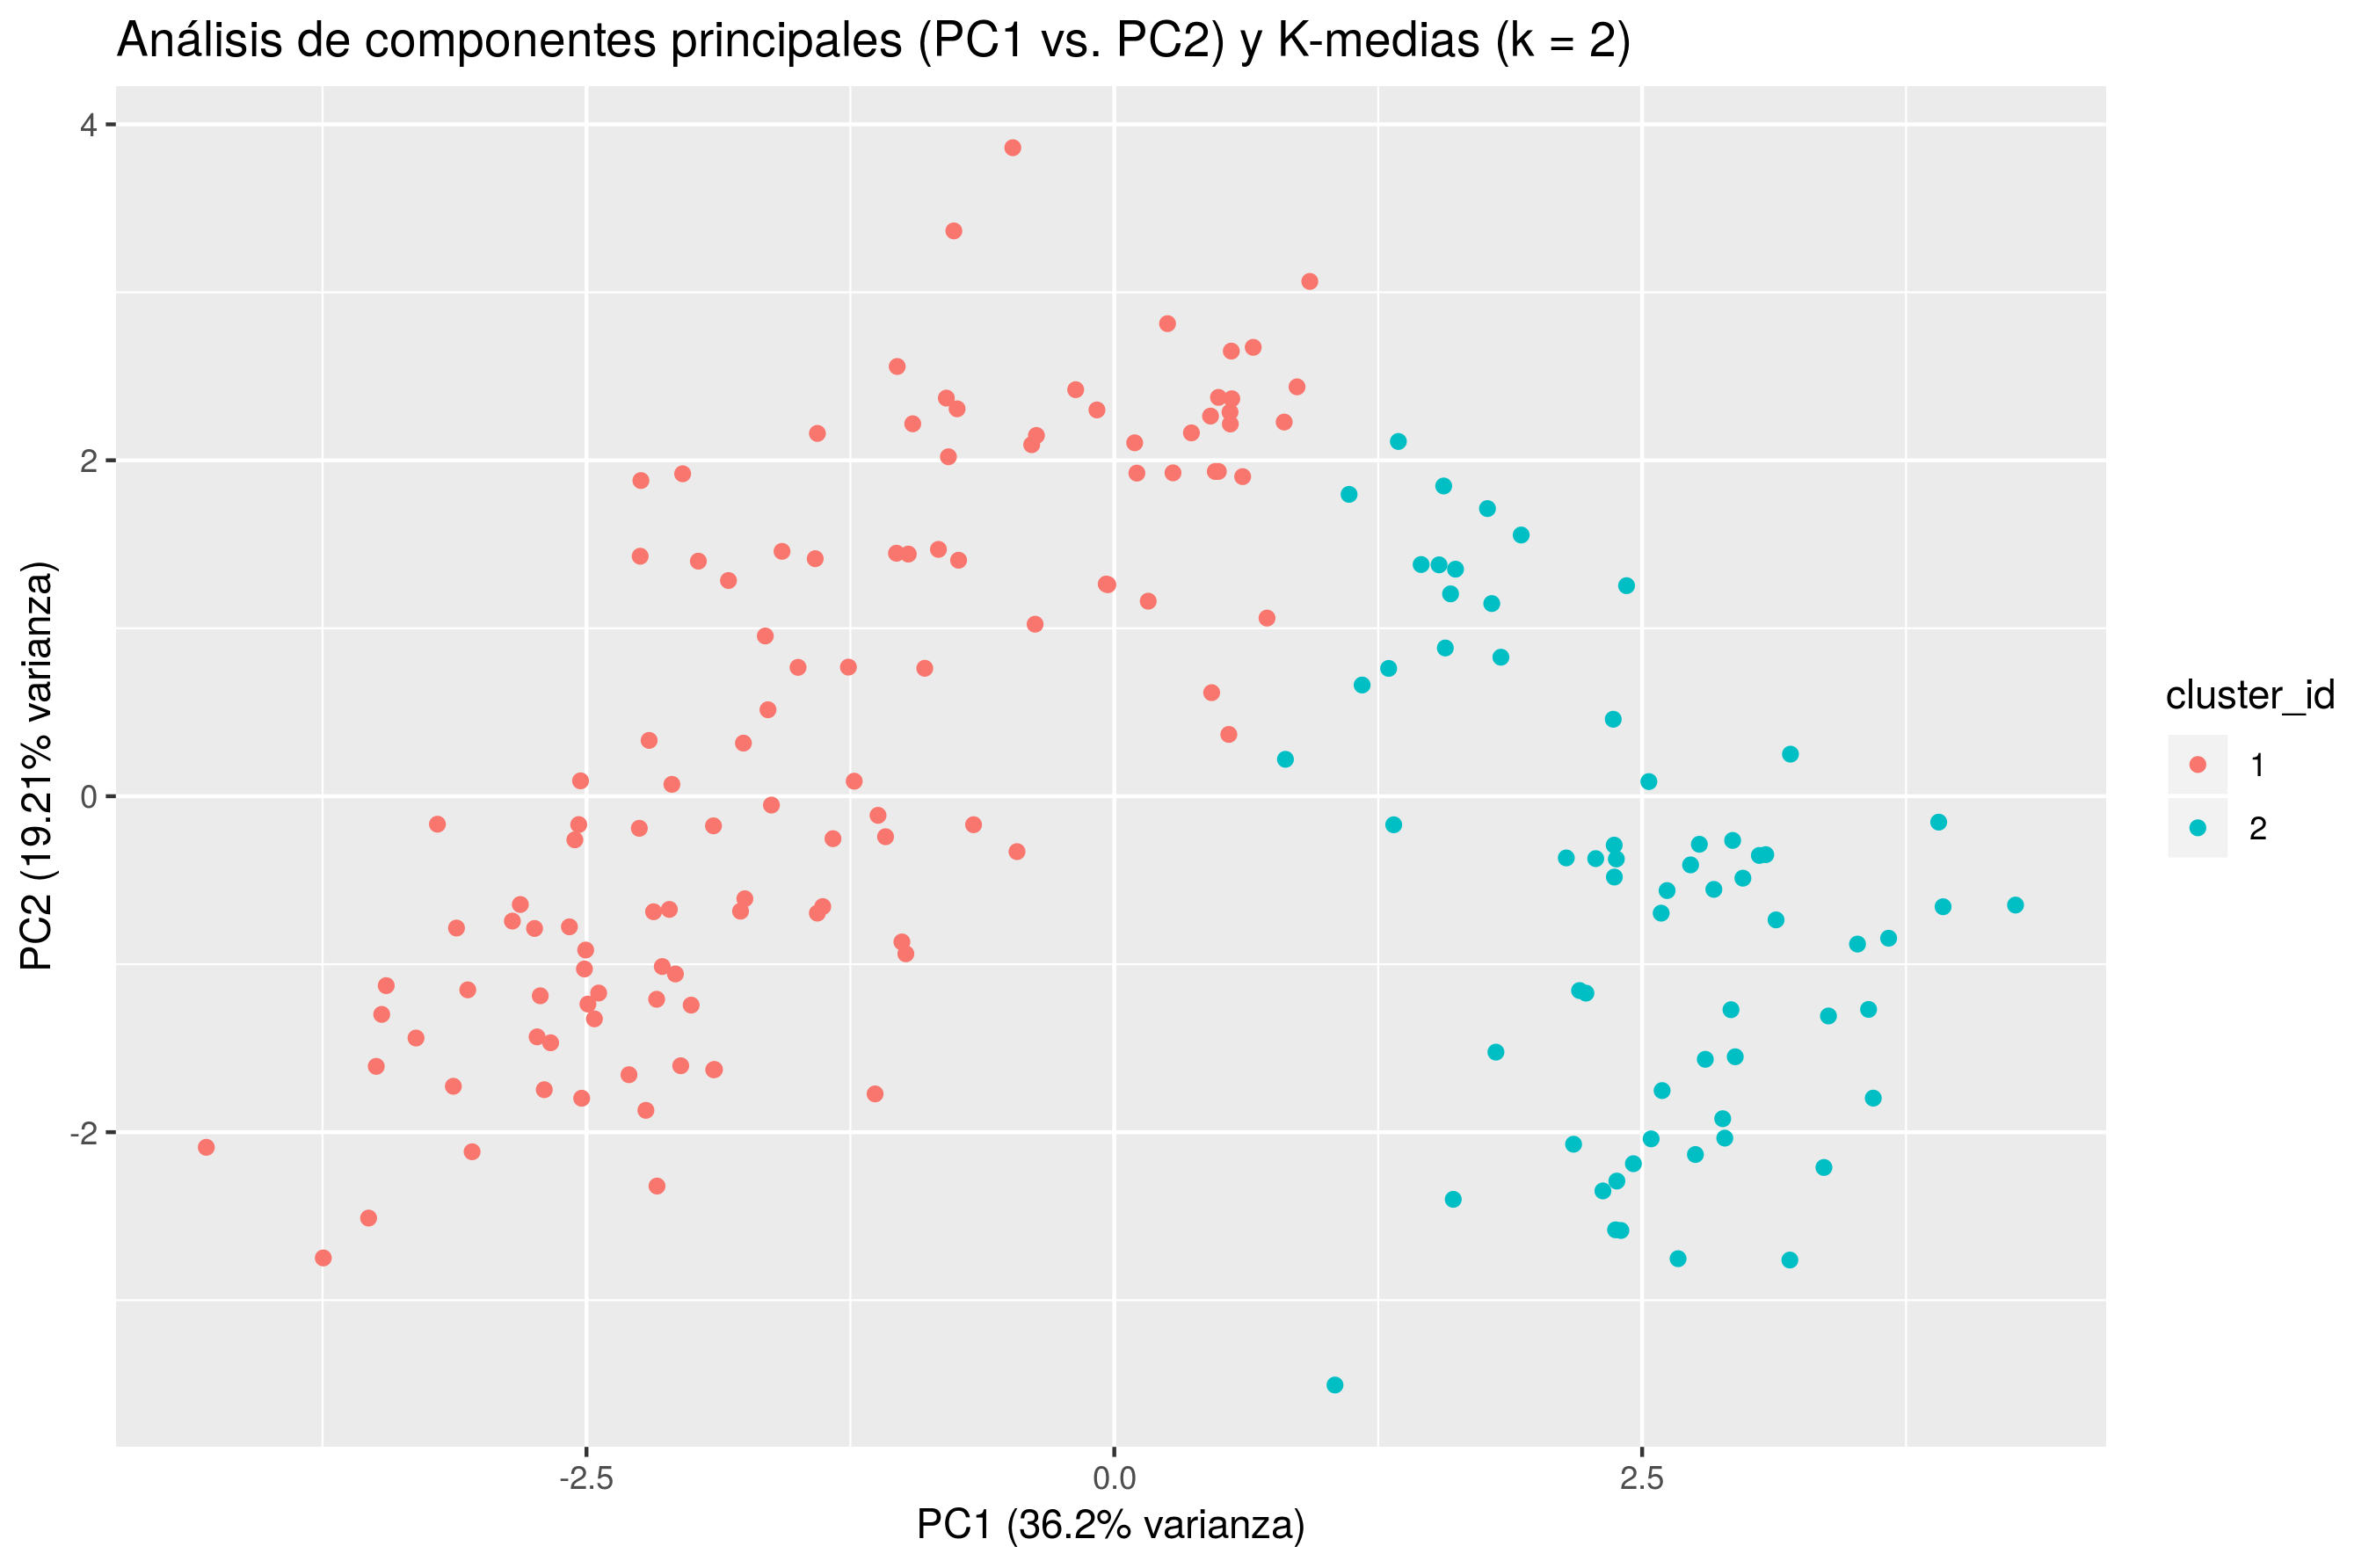 Análisis de componentes principales (PC1 vs. PC2) y K-medias (k = 2)
4
2
0
-2
PC2 (19.21% varianza)
-2.5
0.0
2.5
PC1 (36.2% varianza)
cluster_id
1
2